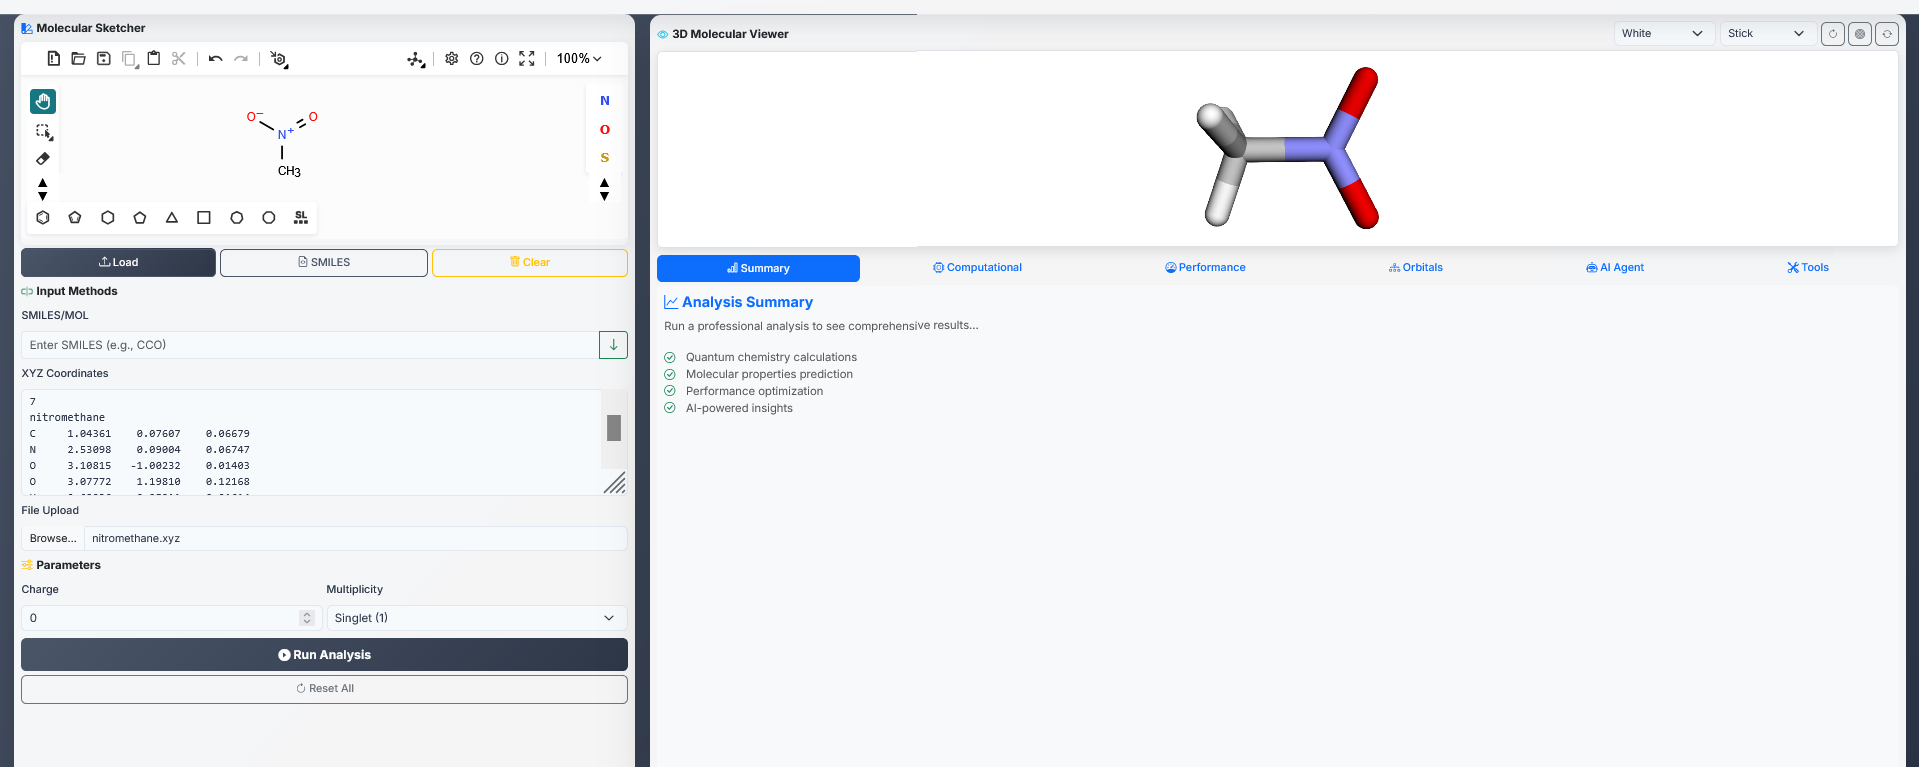 Molecular Sketcher
100%
N
O
S
O⁻
O
N⁺
CH3
SL
Load
SMILES
Clear
Input Methods
SMILES/MOL
Enter SMILES (e.g., CCO)
XYZ Coordinates
7
nitromethane
C 1.04361 0.07607 0.06679
N 2.53098 0.09004 0.06747
O 3.10815 -1.00232 0.01403
O 3.07772 1.19810 0.12168
File Upload
Browse... nitromethane.xyz
Parameters
Charge Multiplicity
0 Singlet (1)
Run Analysis
Reset All
3D Molecular Viewer
White Stick
Summary Computational Performance Orbitals AI Agent Tools
Analysis Summary
Run a professional analysis to see comprehensive results...
Quantum chemistry calculations
Molecular properties prediction
Performance optimization
AI-powered insights